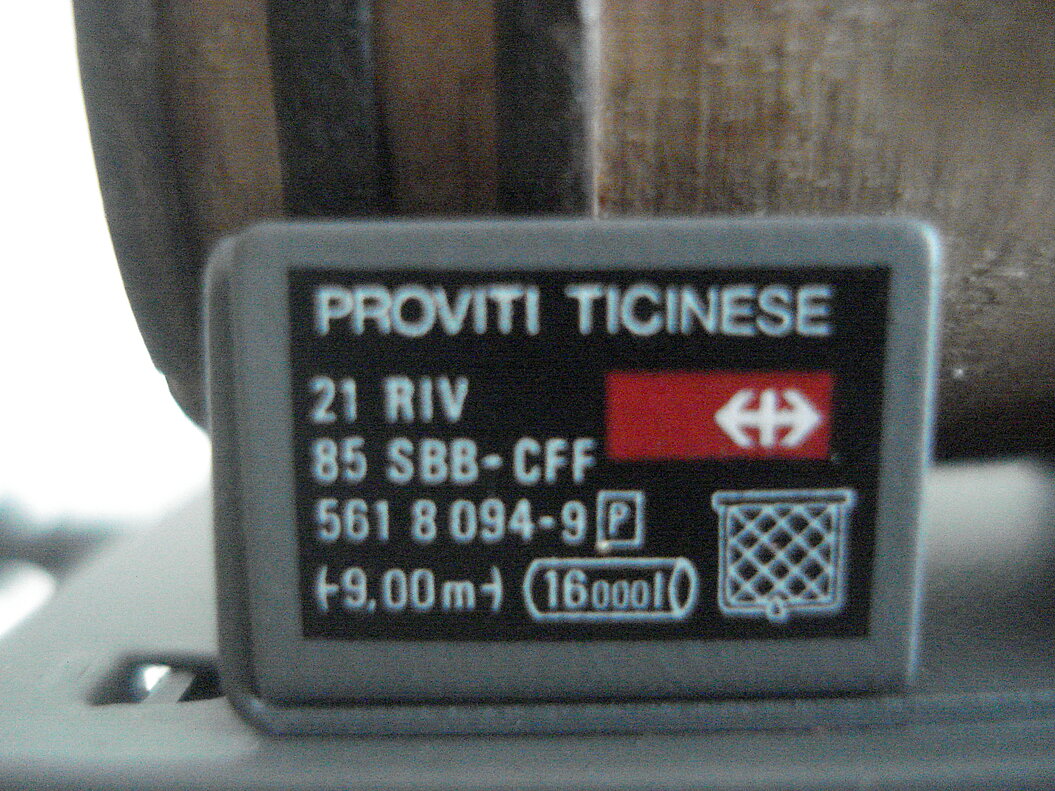 PROVITI TICINESE
21 RIV
85 SBB-CFF
561 8 094-9 P
9,00m 16000l